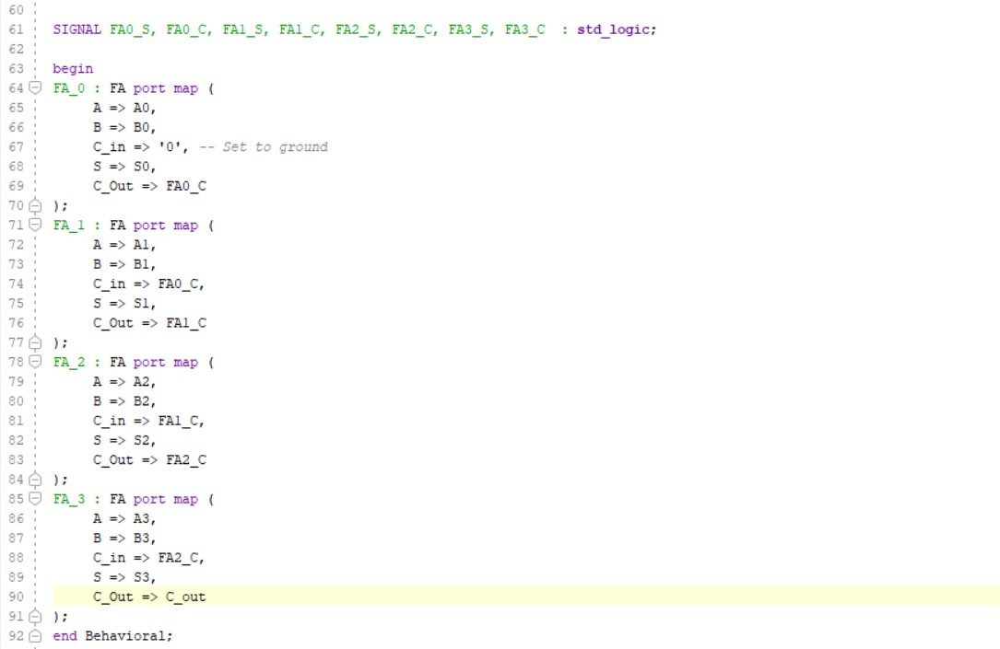 60
61 SIGNAL FA0_S, FA0_C, FA1_S, FA1_C, FA2_S, FA2_C, FA3_S, FA3_C  : std_logic;
62
63 begin
64 FA_0 : FA port map (
65      A => A0,
66      B => B0,
67      C_in => '0', -- Set to ground
68      S => S0,
69      C_Out => FA0_C
70 );
71 FA_1 : FA port map (
72      A => A1,
73      B => B1,
74      C_in => FA0_C,
75      S => S1,
76      C_Out => FA1_C
77 );
78 FA_2 : FA port map (
79      A => A2,
80      B => B2,
81      C_in => FA1_C,
82      S => S2,
83      C_Out => FA2_C
84 );
85 FA_3 : FA port map (
86      A => A3,
87      B => B3,
88      C_in => FA2_C,
89      S => S3,
90      C_Out => C_out
91 );
92 end Behavioral;